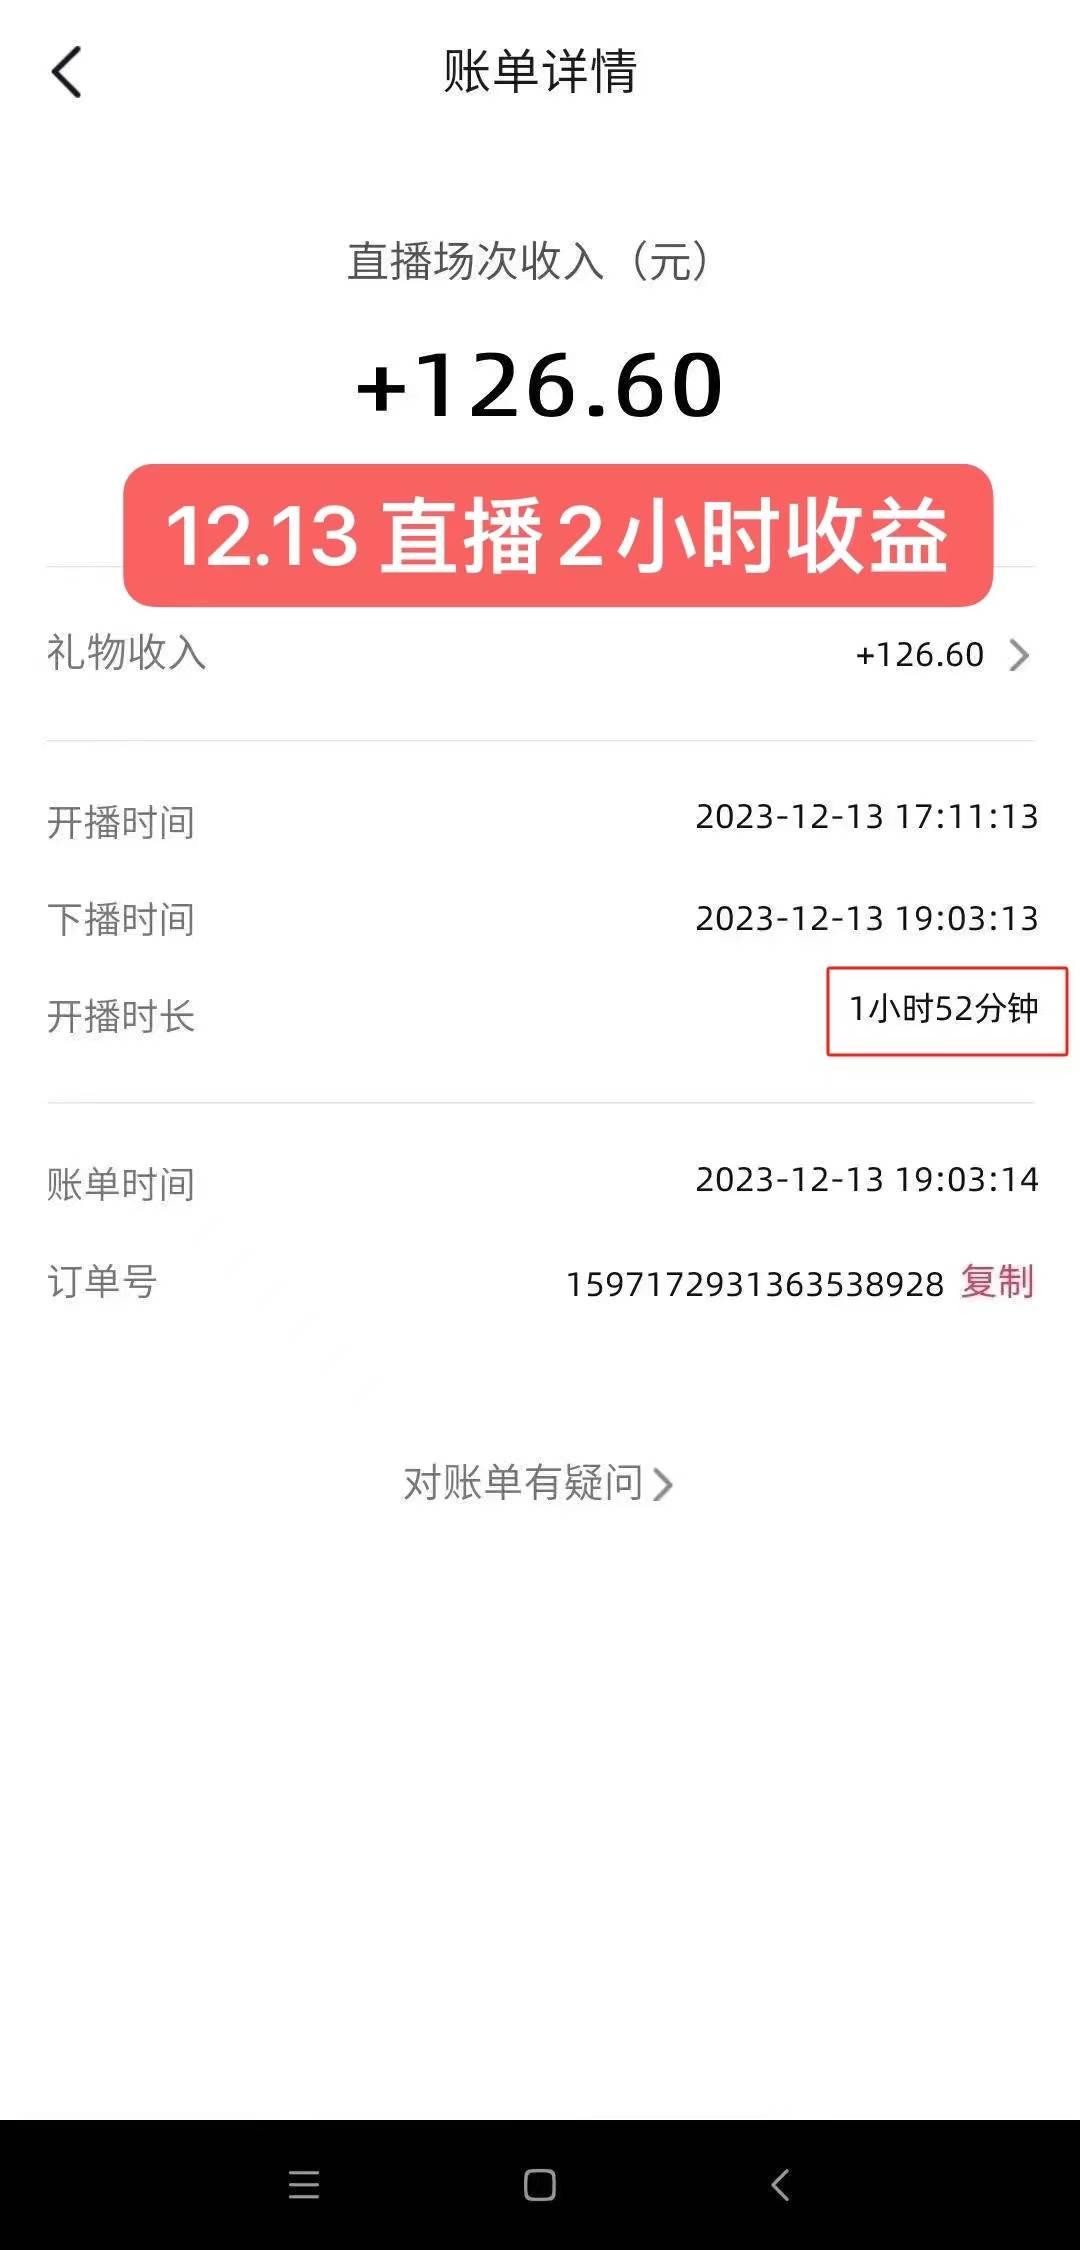 账单详情
直播场次收入（元）
+126.60
12.13 直播2小时收益
礼物收入 +126.60
开播时间 2023-12-13 17:11:13
下播时间 2023-12-13 19:03:13
开播时长 1小时52分钟
账单时间 2023-12-13 19:03:14
订单号 1597172931363538928 复制
对账单有疑问